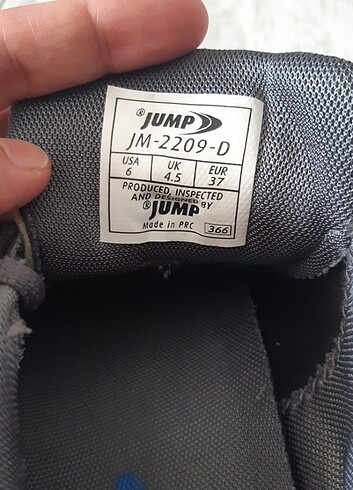 ®JUMP
JM-2209-D
USA UK EUR
6 4.5 37
PRODUCED, INSPECTED
AND DESIGNED BY
®JUMP
Made in PRC 366